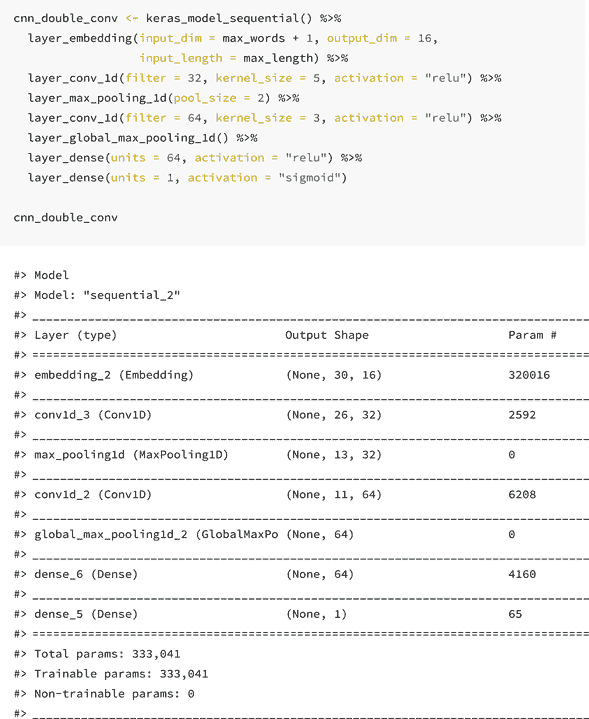 cnn_double_conv <- keras_model_sequential() %>%
  layer_embedding(input_dim = max_words + 1, output_dim = 16,
                  input_length = max_length) %>%
  layer_conv_1d(filter = 32, kernel_size = 5, activation = "relu") %>%
  layer_max_pooling_1d(pool_size = 2) %>%
  layer_conv_1d(filter = 64, kernel_size = 3, activation = "relu") %>%
  layer_global_max_pooling_1d() %>%
  layer_dense(units = 64, activation = "relu") %>%
  layer_dense(units = 1, activation = "sigmoid")
cnn_double_conv
#> Model
#> Model: "sequential_2"
#> ________________________________________________________________________________
#> Layer (type)                        Output Shape                    Param #
#> ================================================================================
#> embedding_2 (Embedding)             (None, 30, 16)                  320016
#> ________________________________________________________________________________
#> conv1d_3 (Conv1D)                   (None, 26, 32)                  2592
#> ________________________________________________________________________________
#> max_pooling1d (MaxPooling1D)        (None, 13, 32)                  0
#> ________________________________________________________________________________
#> conv1d_2 (Conv1D)                   (None, 11, 64)                  6208
#> ________________________________________________________________________________
#> global_max_pooling1d_2 (GlobalMaxPo (None, 64)                      0
#> ________________________________________________________________________________
#> dense_6 (Dense)                     (None, 64)                      4160
#> ________________________________________________________________________________
#> dense_5 (Dense)                     (None, 1)                       65
#> ================================================================================
#> Total params: 333,041
#> Trainable params: 333,041
#> Non-trainable params: 0
#> ________________________________________________________________________________